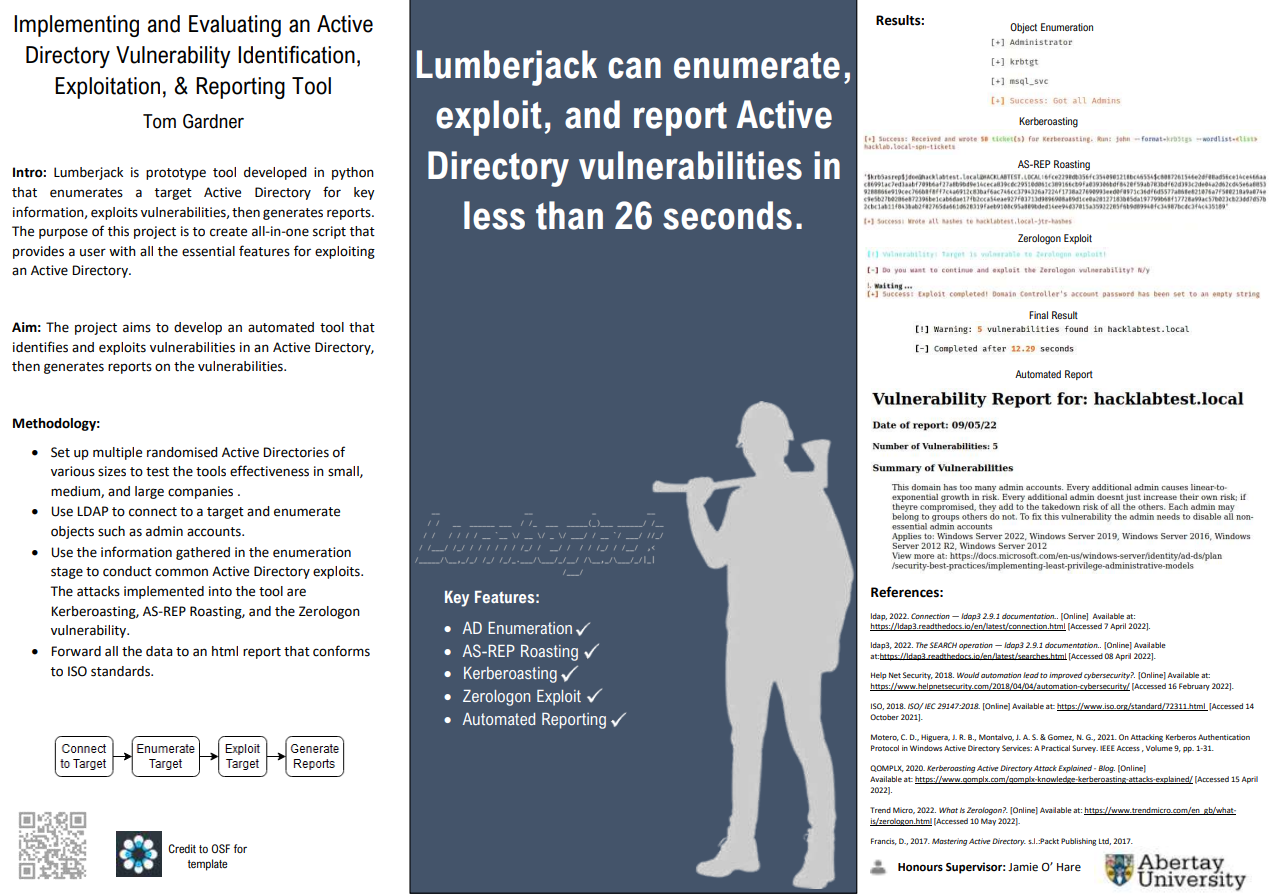 Implementing and Evaluating an Active
Directory Vulnerability Identification,
Exploitation, & Reporting Tool
Tom Gardner
Intro: Lumberjack is prototype tool developed in python
that enumerates a target Active Directory for key
information, exploits vulnerabilities, then generates reports.
The purpose of this project is to create all-in-one script that
provides a user with all the essential features for exploiting
an Active Directory.
Aim: The project aims to develop an automated tool that
identifies and exploits vulnerabilities in an Active Directory,
then generates reports on the vulnerabilities.
Methodology:
• Set up multiple randomised Active Directories of
various sizes to test the tools effectiveness in small,
medium, and large companies .
• Use LDAP to connect to a target and enumerate
objects such as admin accounts.
• Use the information gathered in the enumeration
stage to conduct common Active Directory exploits.
The attacks implemented into the tool are
Kerberoasting, AS-REP Roasting, and the Zerologon
vulnerability.
• Forward all the data to an html report that conforms
to ISO standards.
Connect
to Target
Enumerate
Target
Exploit
Target
Generate
Reports
Credit to OSF for
template
Lumberjack can enumerate,
exploit, and report Active
Directory vulnerabilities in
less than 26 seconds.
Key Features:
• AD Enumeration ✓
• AS-REP Roasting ✓
• Kerberoasting ✓
• Zerologon Exploit ✓
• Automated Reporting ✓
Results:
Object Enumeration
[+] Administrator
[+] krbtgt
[+] msql_svc
[+] Success: Got all Admins
Kerberoasting
[+] Success: Received and wrote 50 ticket(s) for Kerberoasting. Run: john --format=krb5tgs --wordlist=<list>
hacklab.local-spn-tickets
AS-REP Roasting
[+] Success: Wrote all hashes to hacklabtest.local-jtr-hashes
Zerologon Exploit
[!] Vulnerability: Target is vulnerable to Zerologon exploit!
[-] Do you want to continue and exploit the Zerologon vulnerability? N/y
Waiting ...
[+] Success: Exploit completed! Domain Controller's account password has been set to an empty string
Final Result
[!] Warning: 5 vulnerabilities found in hacklabtest.local
[-] Completed after 12.29 seconds
Automated Report
Vulnerability Report for: hacklabtest.local
Date of report: 09/05/22
Number of Vulnerabilities: 5
Summary of Vulnerabilities
This domain has too many admin accounts. Every additional admin causes linear-to-
exponential growth in risk. Every additional admin doesnt just increase their own risk; if
theyre compromised, they add to the takedown risk of all the others. Each admin may
belong to groups others do not. To fix this vulnerability the admin needs to disable all non-
essential admin accounts
Applies to: Windows Server 2022, Windows Server 2019, Windows Server 2016, Windows
Server 2012 R2, Windows Server 2012
View more at: https://docs.microsoft.com/en-us/windows-server/identity/ad-ds/plan
/security-best-practices/implementing-least-privilege-administrative-models
References:
ldap, 2022. Connection — ldap3 2.9.1 documentation.. [Online] Available at:
https://ldap3.readthedocs.io/en/latest/connection.html [Accessed 7 April 2022].
ldap3, 2022. The SEARCH operation — ldap3 2.9.1 documentation.. [Online] Available
at:https://ldap3.readthedocs.io/en/latest/searches.html [Accessed 08 April 2022].
Help Net Security, 2018. Would automation lead to improved cybersecurity?. [Online] Available at:
https://www.helpnetsecurity.com/2018/04/04/automation-cybersecurity/ [Accessed 16 February 2022].
ISO, 2018. ISO/ IEC 29147:2018. [Online] Available at: https://www.iso.org/standard/72311.html [Accessed 14
October 2021].
Motero, C. D., Higuera, J. R. B., Montalvo, J. A. S. & Gomez, N. G., 2021. On Attacking Kerberos Authentication
Protocol in Windows Active Directory Services: A Practical Survey. IEEE Access , Volume 9, pp. 1-31.
QOMPLX, 2020. Kerberoasting Active Directory Attack Explained - Blog. [Online]
Available at: https://www.qomplx.com/qomplx-knowledge-kerberoasting-attacks-explained/ [Accessed 15 April
2022].
Trend Micro, 2022. What Is Zerologon?. [Online] Available at: https://www.trendmicro.com/en_gb/what-
is/zerologon.html [Accessed 10 May 2022].
Francis, D., 2017. Mastering Active Directory. s.l.:Packt Publishing Ltd, 2017.
Honours Supervisor: Jamie O' Hare
Abertay
University